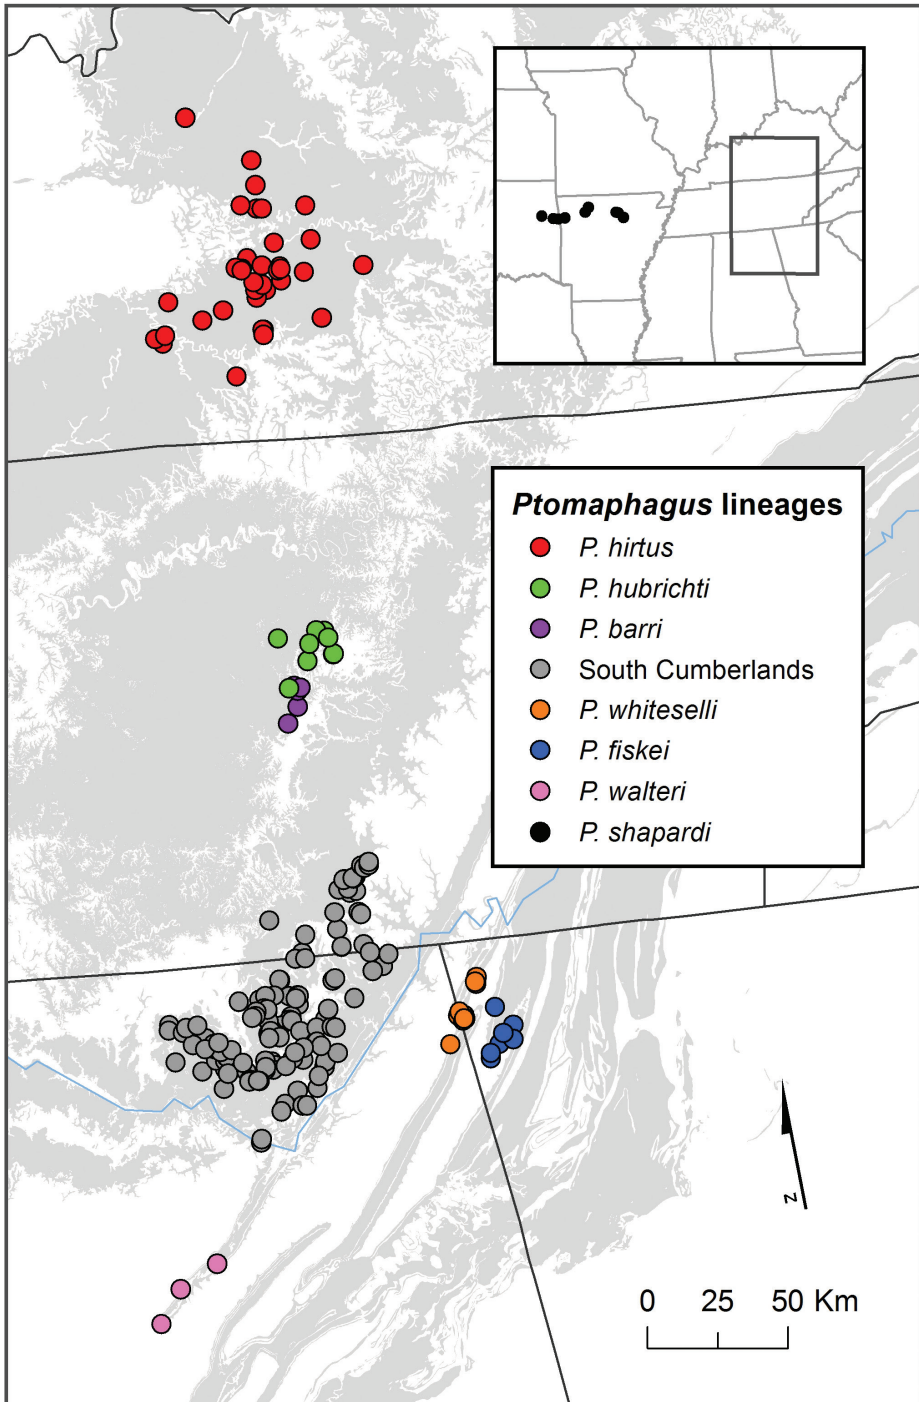 Ptomaphagus lineages
P. hirtus
P. hubrichti
P. barri
South Cumberlands
P. whiteselli
P. fiskei
P. walteri
P. shapardi
N
0 25 50 Km